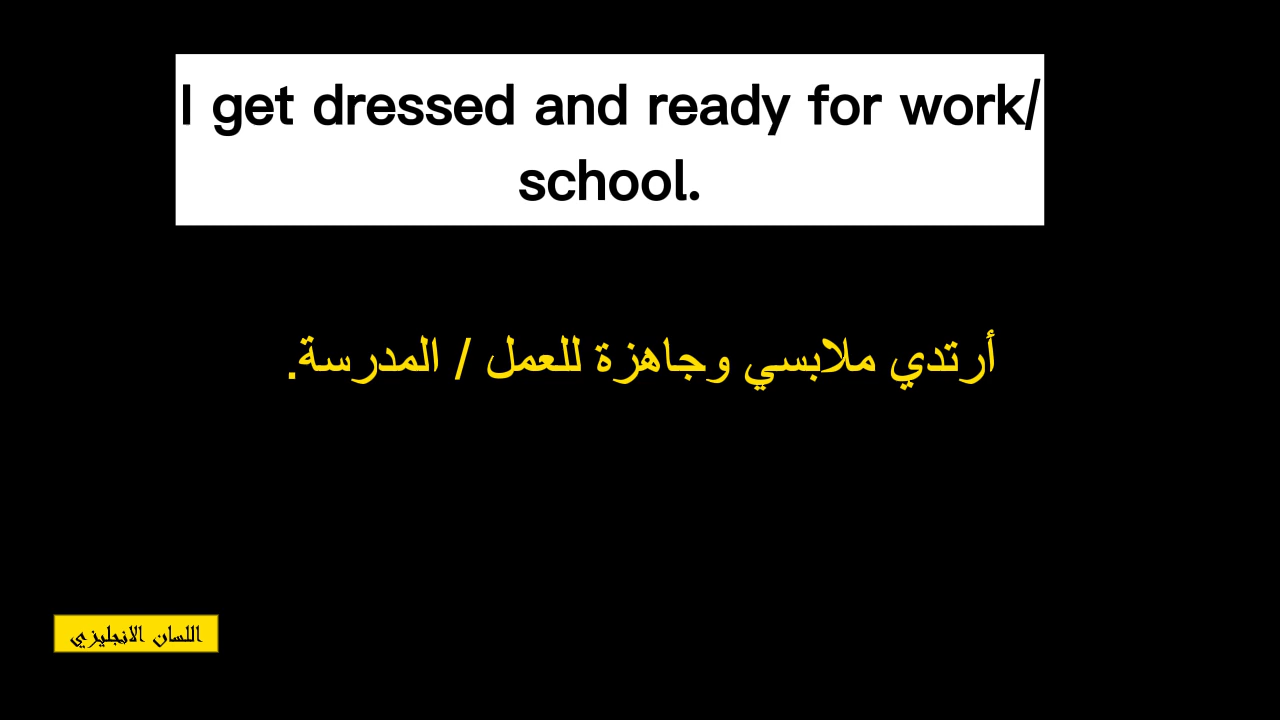 I get dressed and ready for work/
school.
أرتدي ملابسي وجاهزة للعمل / المدرسة.
اللسان الانجليزي